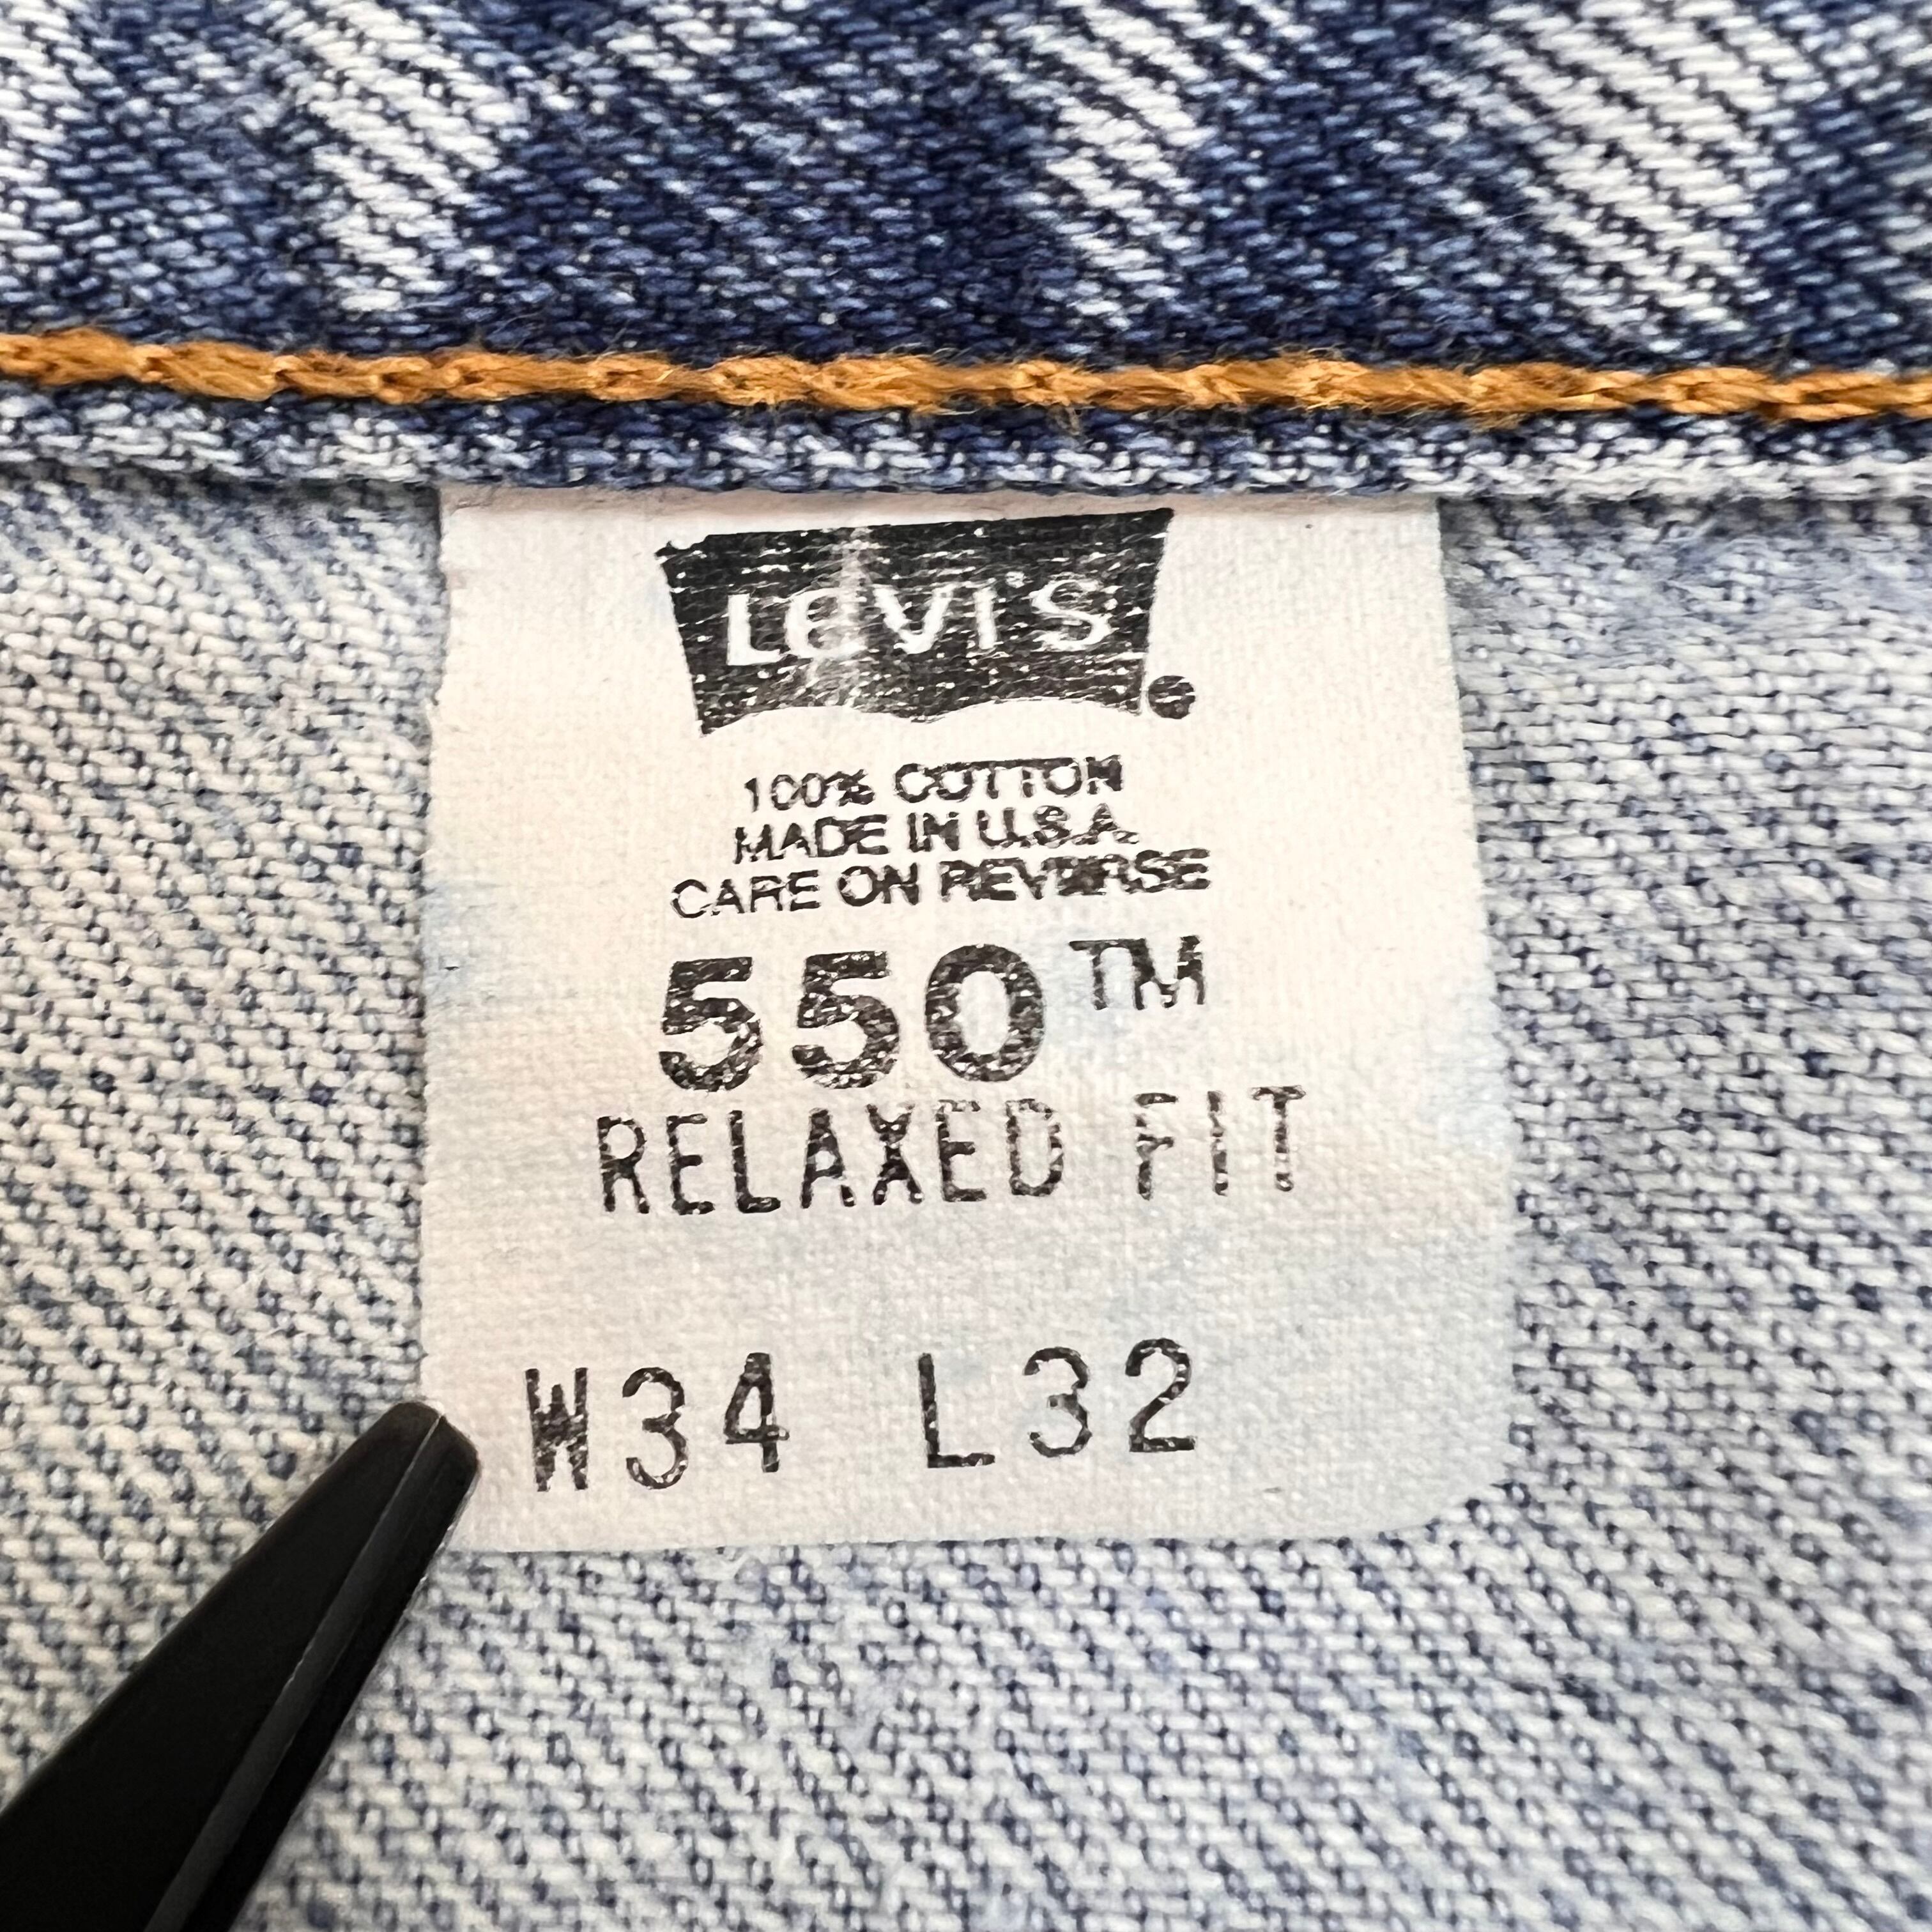 LEVI'S
100% COTTON
MADE IN U.S.A.
CARE ON REVERSE
550™
RELAXED FIT
W34 L32